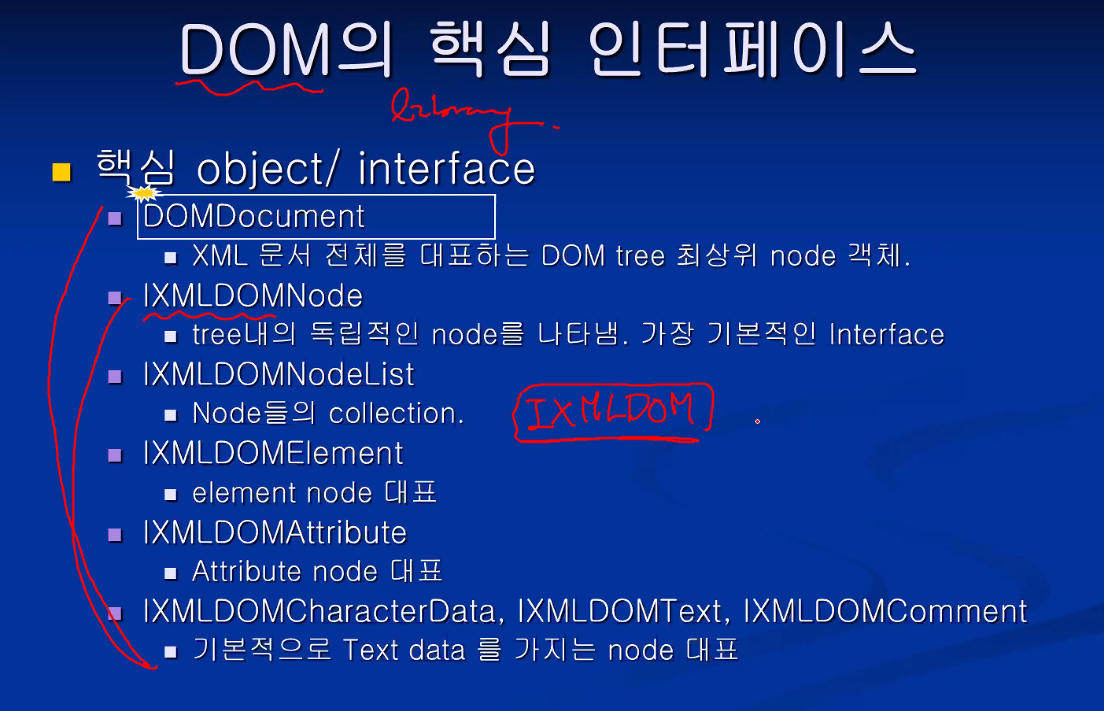 DOM의 핵심 인터페이스
library
핵심 object/ interface
DOMDocument
XML 문서 전체를 대표하는 DOM tree 최상위 node 객체.
IXMLDOMNode
tree내의 독립적인 node를 나타냄. 가장 기본적인 Interface
IXMLDOMNodeList
Node들의 collection.
IXMLDOM
IXMLDOMElement
element node 대표
IXMLDOMAttribute
Attribute node 대표
IXMLDOMCharacterData, IXMLDOMText, IXMLDOMComment
기본적으로 Text data 를 가지는 node 대표